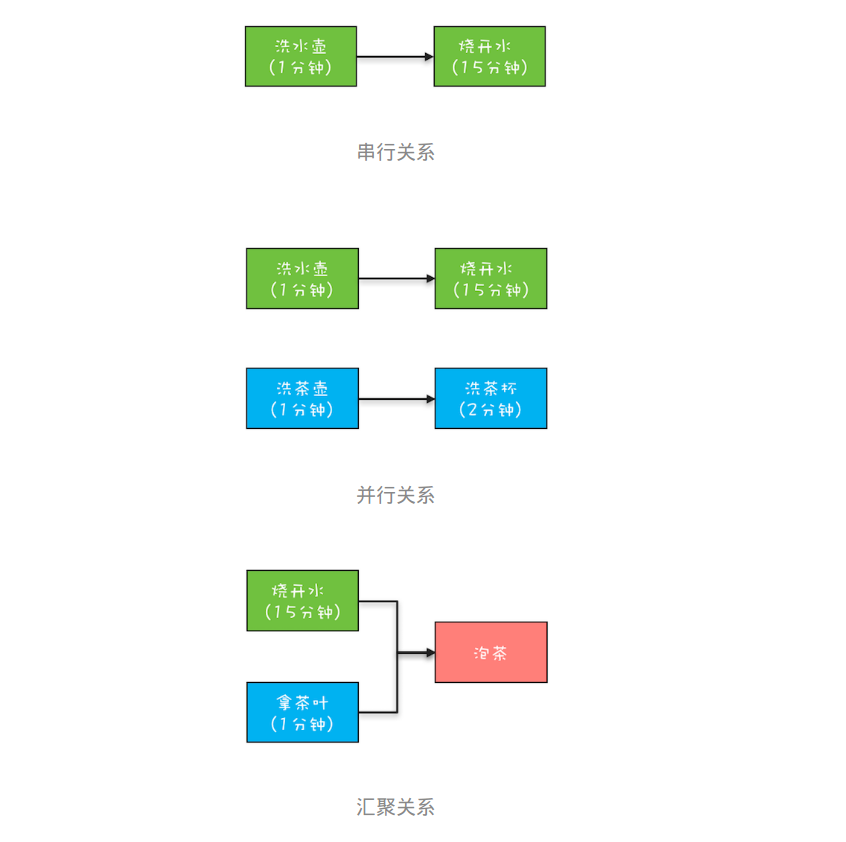 洗水壶
(1分钟)
烧开水
(15分钟)
串行关系
洗水壶
(1分钟)
烧开水
(15分钟)
洗茶壶
(1分钟)
洗茶杯
(2分钟)
并行关系
烧开水
(15分钟)
泡茶
拿茶叶
(1分钟)
汇聚关系